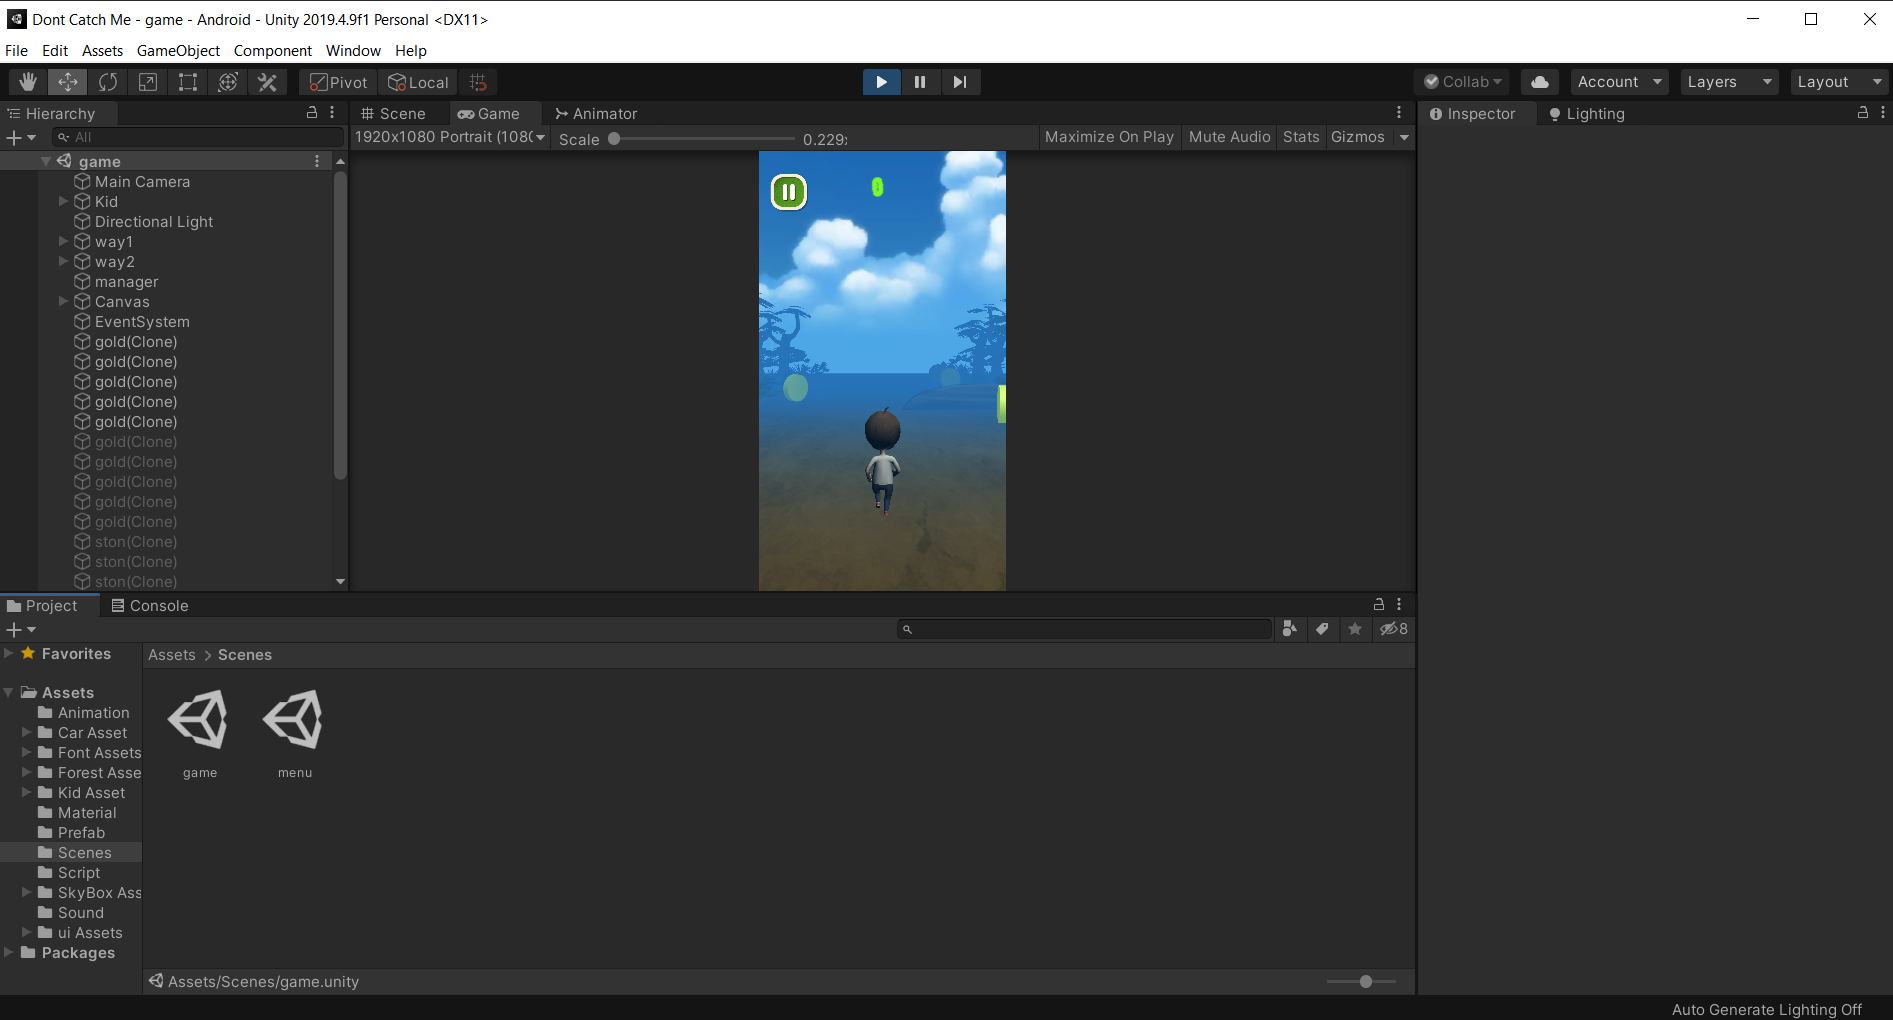 Dont Catch Me - game - Android - Unity 2019.4.9f1 Personal <DX11>
File Edit Assets GameObject Component Window Help
Pivot Local Collab Account Layers Layout
Hierarchy
All
game
Main Camera
Kid
Directional Light
way1
way2
manager
Canvas
EventSystem
gold(Clone)
gold(Clone)
gold(Clone)
gold(Clone)
gold(Clone)
gold(Clone)
gold(Clone)
gold(Clone)
gold(Clone)
gold(Clone)
ston(Clone)
ston(Clone)
ston(Clone)
Scene Game Animator
1920x1080 Portrait (108( Scale 0.229: Maximize On Play Mute Audio Stats Gizmos
0
Inspector Lighting
Project Console
8
Favorites
Assets
Animation
Car Asset
Font Assets
Forest Asse
Kid Asset
Material
Prefab
Scenes
Script
SkyBox Ass
Sound
ui Assets
Packages
Assets > Scenes
game menu
Assets/Scenes/game.unity
Auto Generate Lighting Off